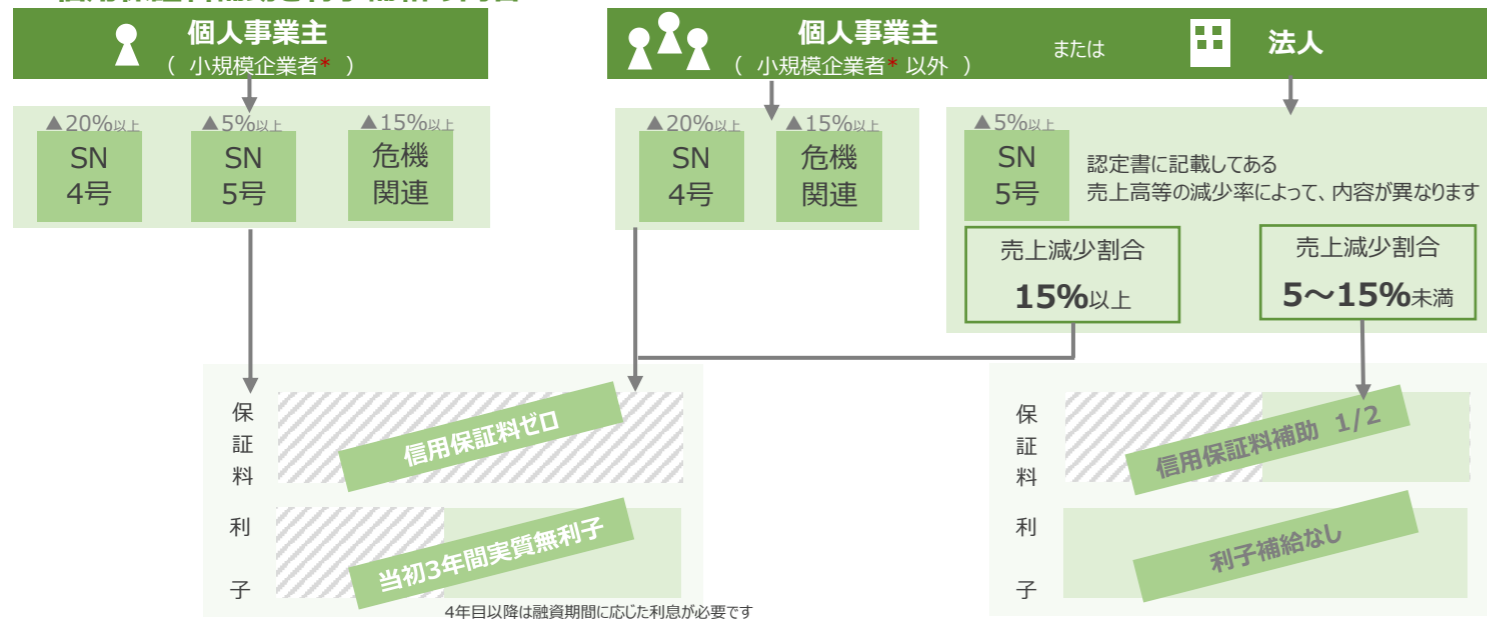 個人事業主
（ 小規模企業者* ）
個人事業主
（ 小規模企業者* 以外 ）
または
法人
▲20%以上
SN
4号
▲5%以上
SN
5号
▲15%以上
危機
関連
▲20%以上
SN
4号
▲15%以上
危機
関連
▲5%以上
SN
5号
認定書に記載してある
売上高等の減少率によって、内容が異なります
売上減少割合
15%以上
売上減少割合
5～15%未満
保証料
信用保証料ゼロ
利子
当初3年間実質無利子
4年目以降は融資期間に応じた利息が必要です
保証料
信用保証料補助 1/2
利子
利子補給なし